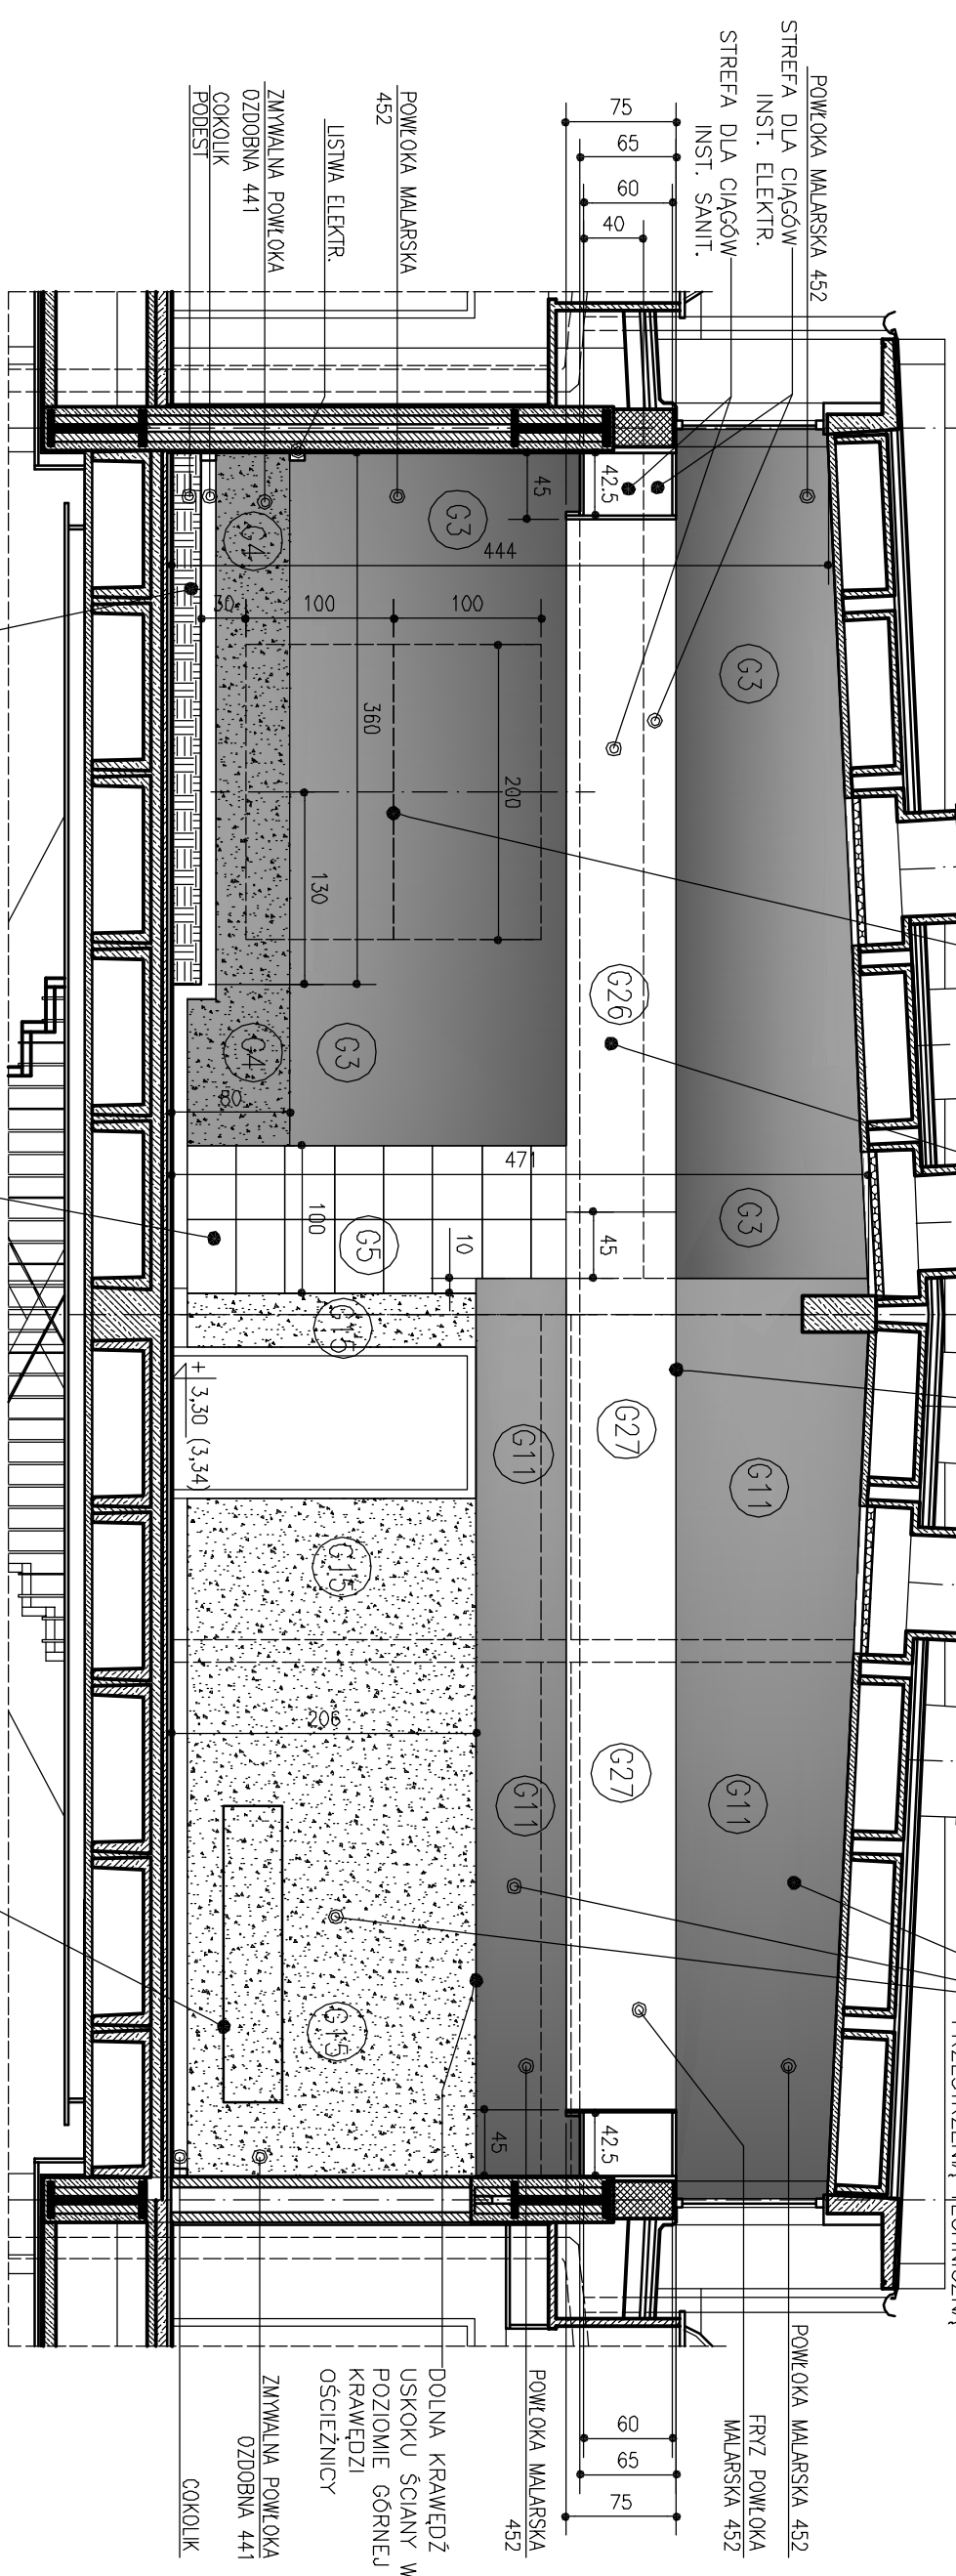 POWŁOKA MALARSKA 452
STREFA DLA CIĄGÓW
INST. ELEKTR.
STREFA DLA CIĄGÓW
INST. SANIT.
POWŁOKA MALARSKA
452
LISTWA ELEKTR.
ZMYWALNA POWŁOKA
OZDOBNA 441
COKOLIK
PODEST
75
65
60
40
42.5
45
G3
G4
444
30
100
100
360
200
130
G3
G26
G4
G3
80
471
100
G5
10
45
G3
G15
+ 3,30 (3,34)
G11
G27
G11
G15
206
G11
G27
G11
G15
45
42.5
60
65
75
POWŁOKA MALARSKA 452
FRYZ POWŁOKA
MALARSKA 452
POWŁOKA MALARSKA
452
DOLNA KRAWĘDŹ
USKOKU ŚCIANY W
POZIOMIE GÓRNEJ
KRAWĘDZI
OŚCIEŻNICY
ZMYWALNA POWŁOKA
OZDOBNA 441
COKOLIK